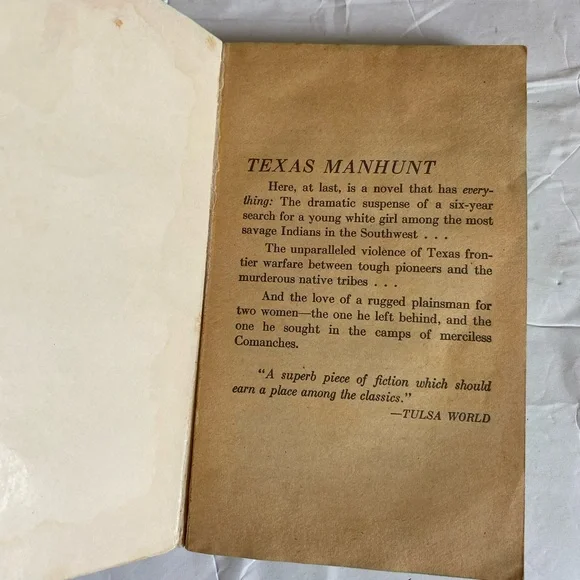 TEXAS MANHUNT
Here, at last, is a novel that has every-
thing: The dramatic suspense of a six-year
search for a young white girl among the most
savage Indians in the Southwest . . .
The unparalleled violence of Texas fron-
tier warfare between tough pioneers and the
murderous native tribes . . .
And the love of a rugged plainsman for
two women—the one he left behind, and the
one he sought in the camps of merciless
Comanches.
"A superb piece of fiction which should
earn a place among the classics."
—TULSA WORLD